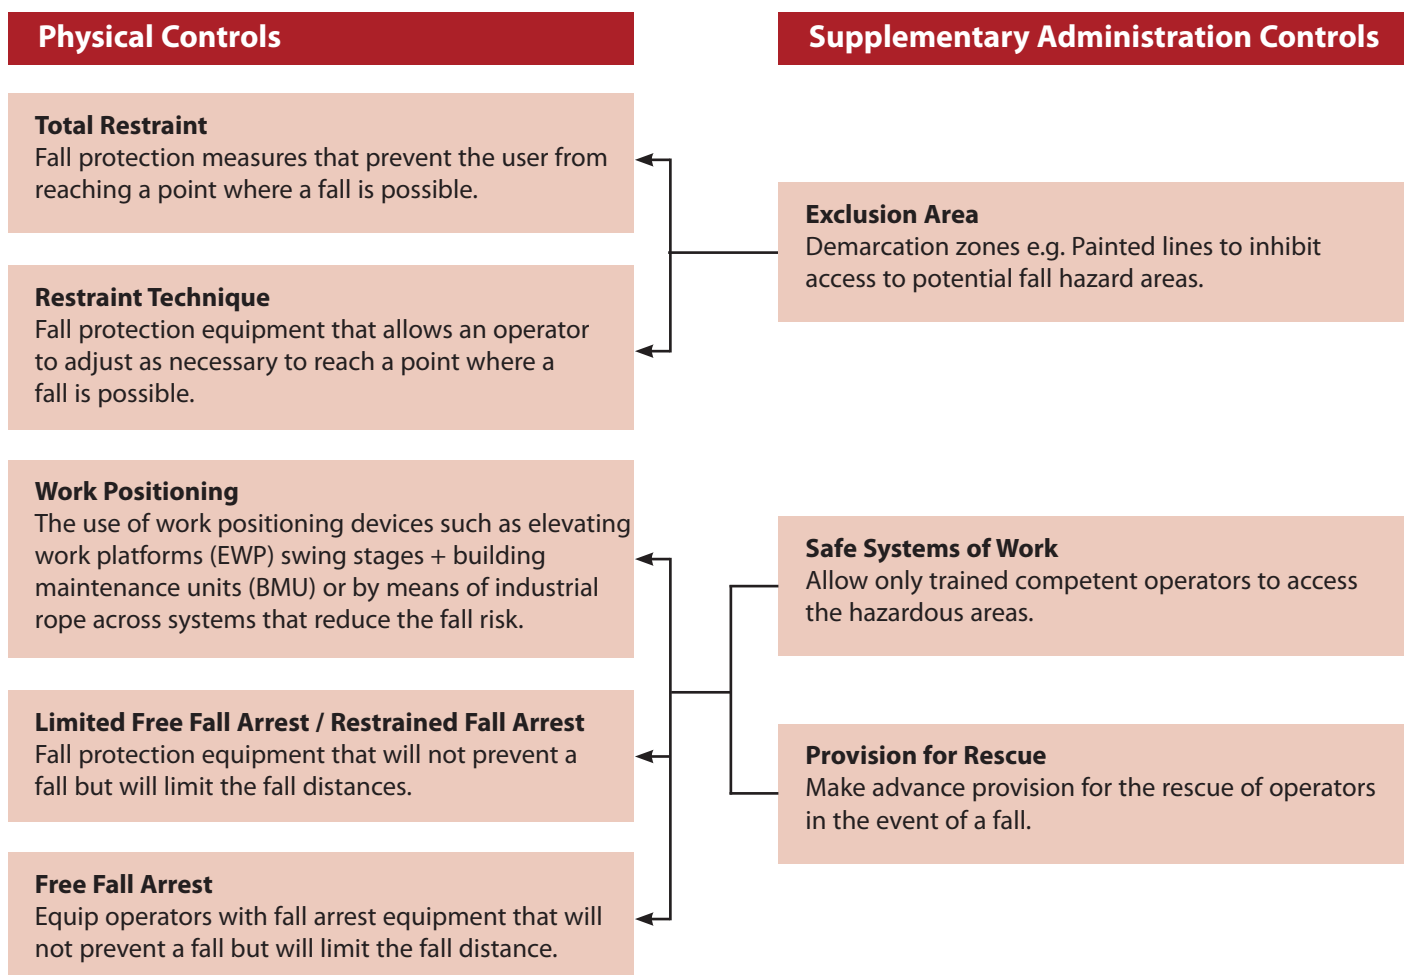 Physical Controls
Total Restraint
Fall protection measures that prevent the user from
reaching a point where a fall is possible.
Restraint Technique
Fall protection equipment that allows an operator
to adjust as necessary to reach a point where a
fall is possible.
Work Positioning
The use of work positioning devices such as elevating
work platforms (EWP) swing stages + building
maintenance units (BMU) or by means of industrial
rope across systems that reduce the fall risk.
Limited Free Fall Arrest / Restrained Fall Arrest
Fall protection equipment that will not prevent a
fall but will limit the fall distances.
Free Fall Arrest
Equip operators with fall arrest equipment that will
not prevent a fall but will limit the fall distance.
Supplementary Administration Controls
Exclusion Area
Demarcation zones e.g. Painted lines to inhibit
access to potential fall hazard areas.
Safe Systems of Work
Allow only trained competent operators to access
the hazardous areas.
Provision for Rescue
Make advance provision for the rescue of operators
in the event of a fall.